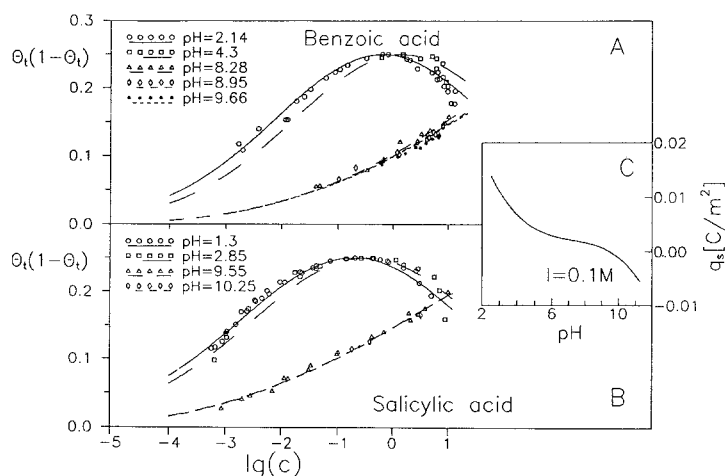 0.3
Θt(1−Θt)
0.2
0.1
0.0
Benzoic acid
A
pH=2.14
pH=4.3
pH=8.28
pH=8.95
pH=9.66
Θt(1−Θt)
0.2
0.1
0.0
pH=1.3
pH=2.85
pH=9.55
pH=10.25
Salicylic acid
B
−5 −4 −3 −2 −1 0 1 2
lg(c)
C
I=0.1M
2 6 10
pH
0.02
0.01
0.00
−0.01
qs[C/m²]